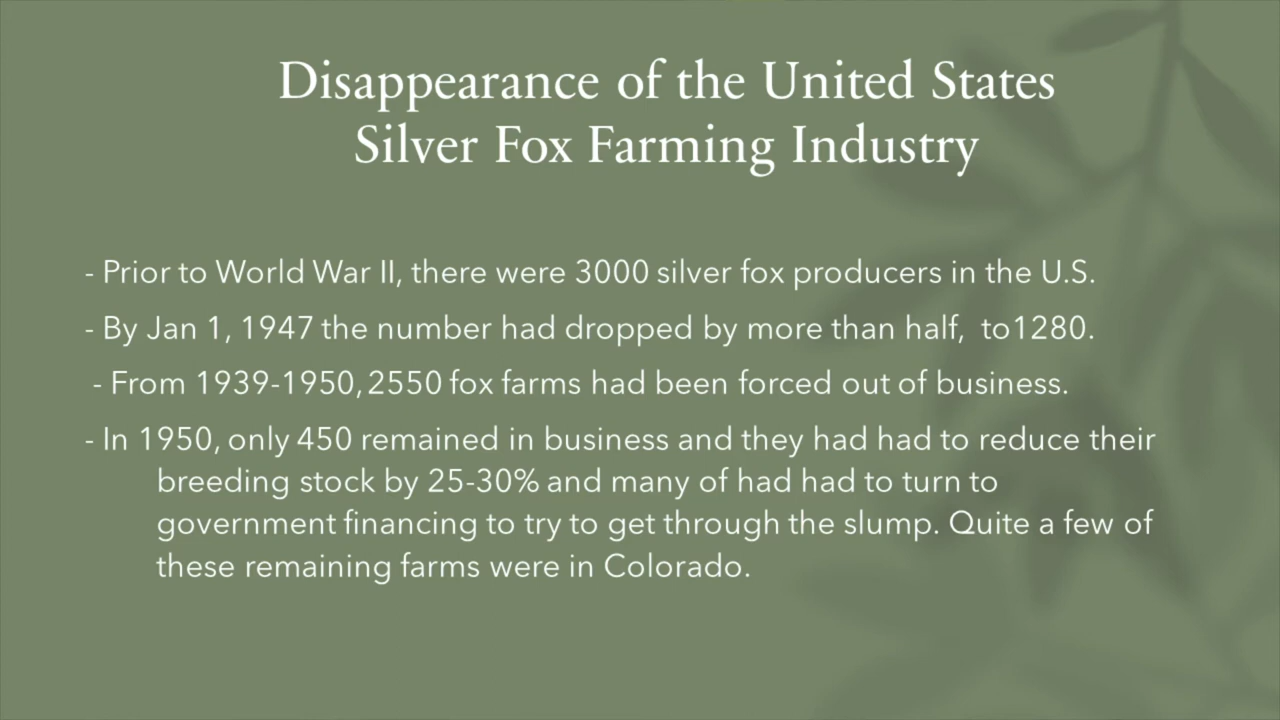 Disappearance of the United States
Silver Fox Farming Industry
- Prior to World War II, there were 3000 silver fox producers in the U.S.
- By Jan 1, 1947 the number had dropped by more than half,  to1280.
- From 1939-1950, 2550 fox farms had been forced out of business.
- In 1950, only 450 remained in business and they had had to reduce their
breeding stock by 25-30% and many of had had to turn to
government financing to try to get through the slump. Quite a few of
these remaining farms were in Colorado.